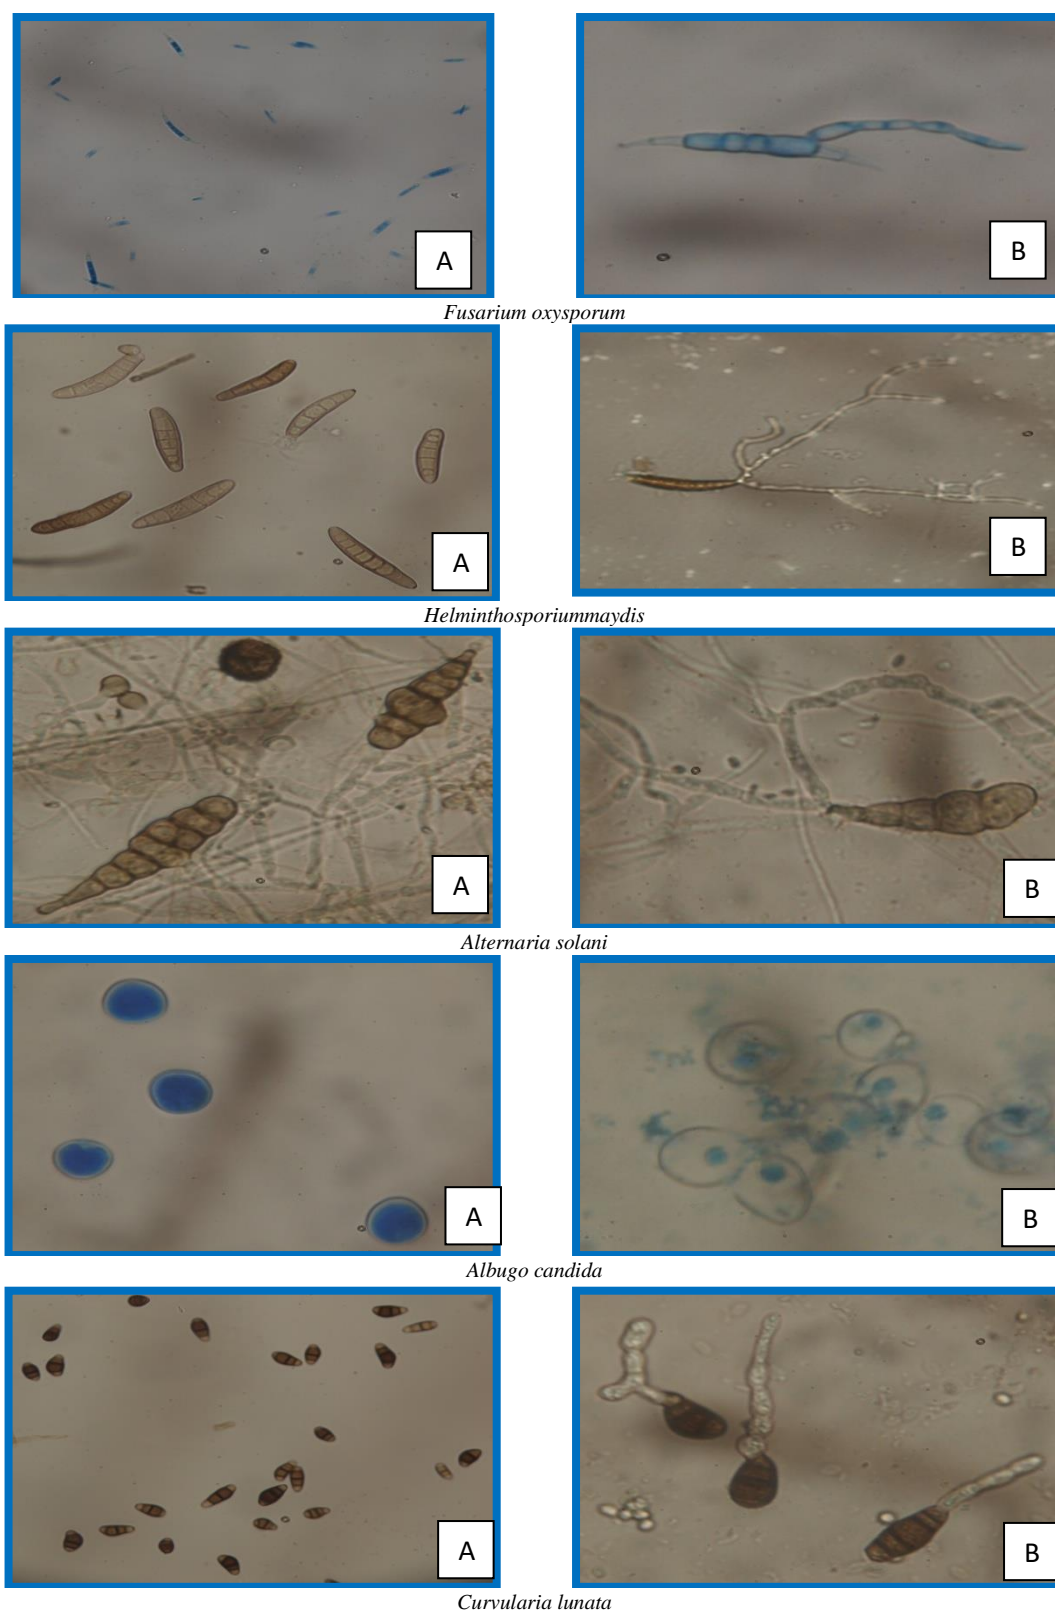 A B
Fusarium oxysporum
A B
Helminthosporiummaydis
A B
Alternaria solani
A B
Albugo candida
A B
Curvularia lunata